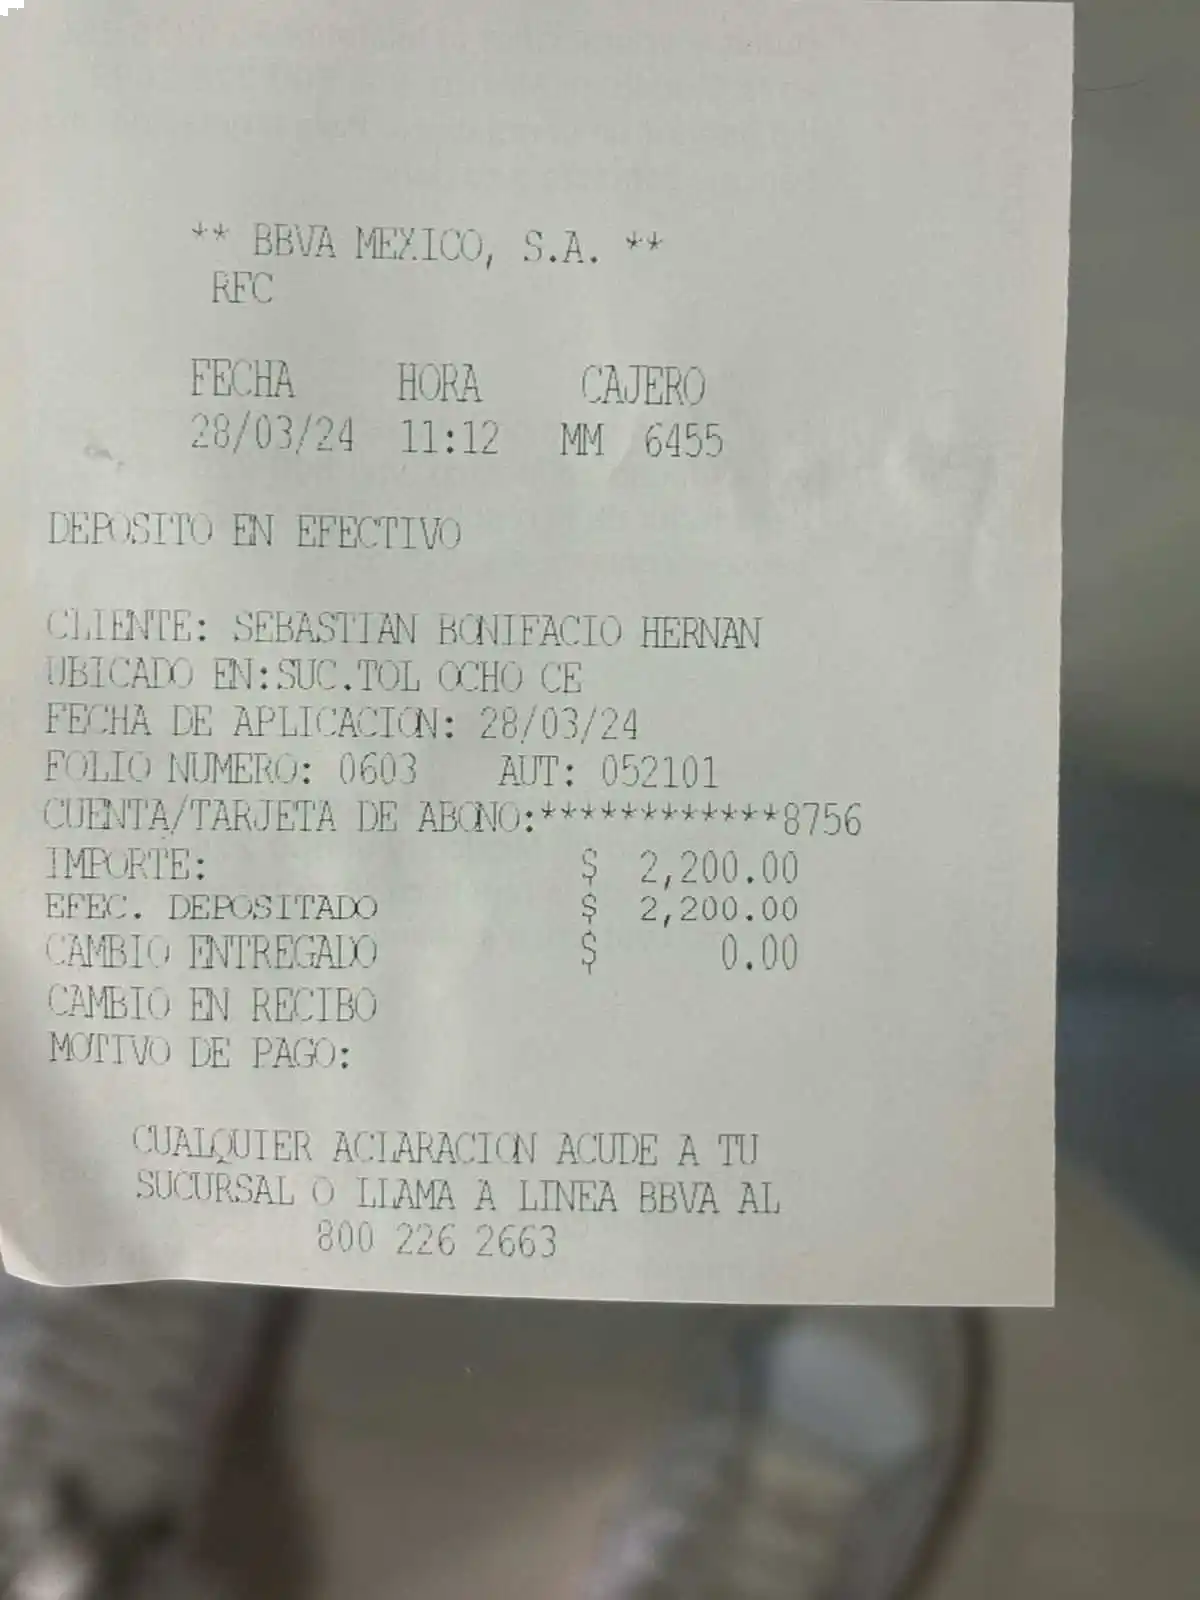 ** BBVA MEXICO, S.A. **
RFC
FECHA HORA CAJERO
28/03/24 11:12 MM 6455
DEPOSITO EN EFECTIVO
CLIENTE: SEBASTIAN BONIFACIO HERNAN
UBICADO EN:SUC.TOL OCHO CE
FECHA DE APLICACION: 28/03/24
FOLIO NUMERO: 0603 AUT: 052101
CUENTA/TARJETA DE ABONO:************8756
IMPORTE: $ 2,200.00
EFEC. DEPOSITADO $ 2,200.00
CAMBIO ENTREGADO $ 0.00
CAMBIO EN RECIBO
MOTIVO DE PAGO:
CUALQUIER ACLARACION ACUDE A TU
SUCURSAL O LLAMA A LINEA BBVA AL
800 226 2663